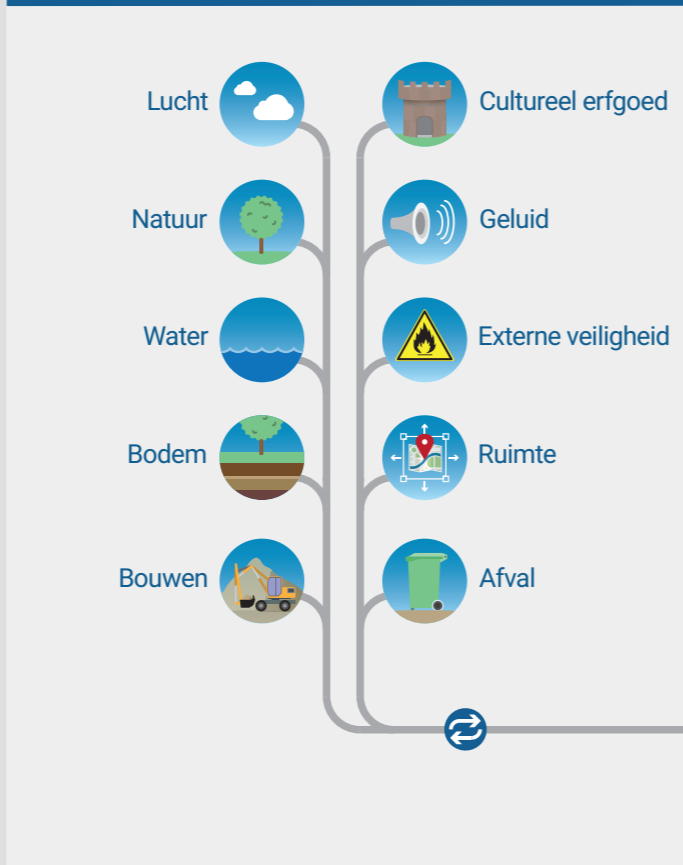 Lucht
Cultureel erfgoed
Natuur
Geluid
Water
Externe veiligheid
Bodem
Ruimte
Bouwen
Afval